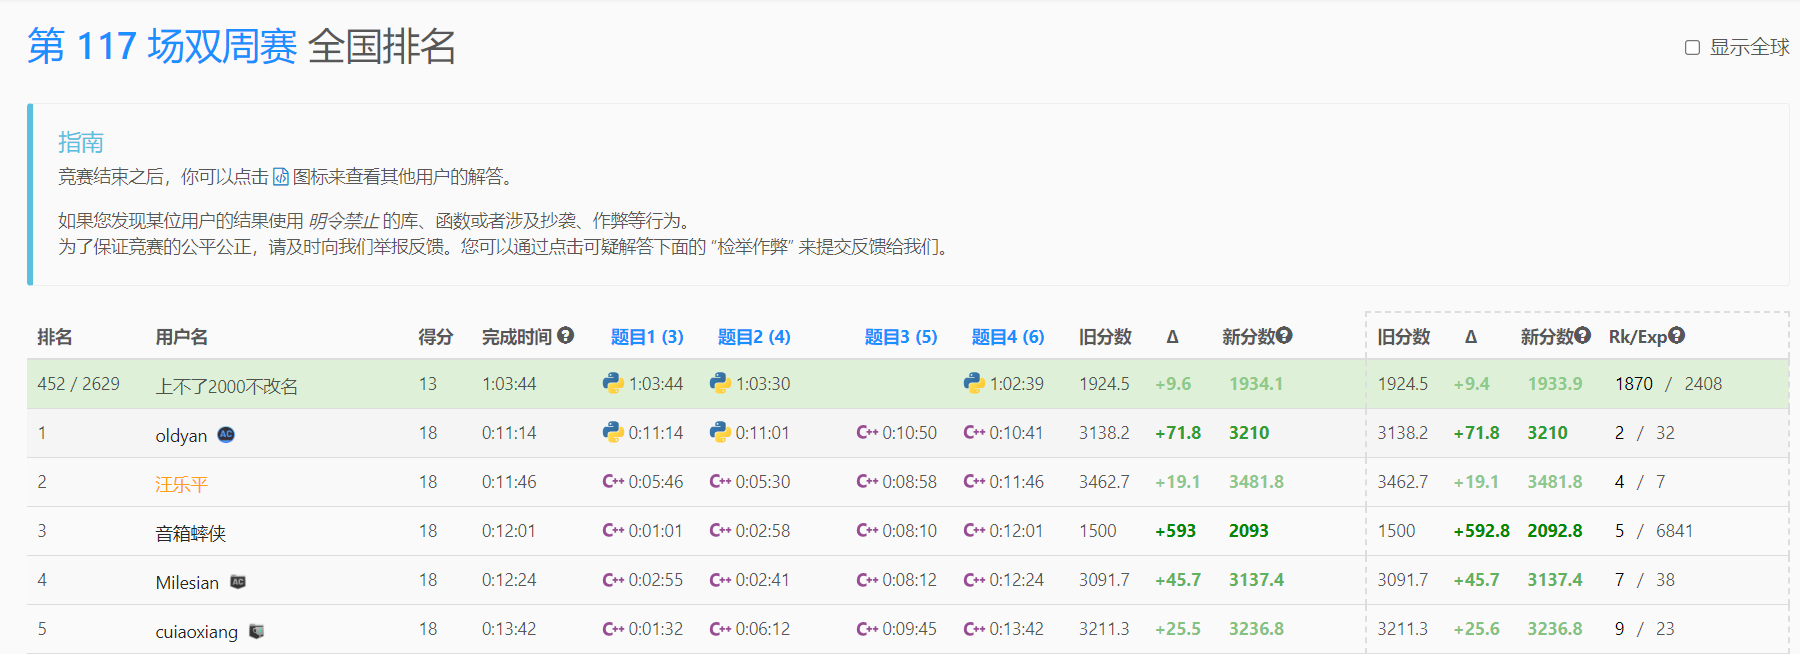 第 117 场双周赛 全国排名
显示全球
指南
竞赛结束之后，你可以点击 图标来查看其他用户的解答。
如果您发现某位用户的结果使用 明令禁止 的库、函数或者涉及抄袭、作弊等行为。
为了保证竞赛的公平公正，请及时向我们举报反馈。您可以通过点击可疑解答下面的 “检举作弊” 来提交反馈给我们。
排名 用户名 得分 完成时间 题目1 (3) 题目2 (4) 题目3 (5) 题目4 (6) 旧分数 Δ 新分数 旧分数 Δ 新分数 Rk/Exp
452 / 2629 上不了2000不改名 13 1:03:44 1:03:44 1:03:30 1:02:39 1924.5 +9.6 1934.1 1924.5 +9.4 1933.9 1870 / 2408
1 oldyan AC 18 0:11:14 0:11:14 0:11:01 C++ 0:10:50 C++ 0:10:41 3138.2 +71.8 3210 3138.2 +71.8 3210 2 / 32
2 汪乐平 18 0:11:46 C++ 0:05:46 C++ 0:05:30 C++ 0:08:58 C++ 0:11:46 3462.7 +19.1 3481.8 3462.7 +19.1 3481.8 4 / 7
3 音箱蟀侠 18 0:12:01 C++ 0:01:01 C++ 0:02:58 C++ 0:08:10 C++ 0:12:01 1500 +593 2093 1500 +592.8 2092.8 5 / 6841
4 Milesian AC 18 0:12:24 C++ 0:02:55 C++ 0:02:41 C++ 0:08:12 C++ 0:12:24 3091.7 +45.7 3137.4 3091.7 +45.7 3137.4 7 / 38
5 cuiaoxiang 18 0:13:42 C++ 0:01:32 C++ 0:06:12 C++ 0:09:45 C++ 0:13:42 3211.3 +25.5 3236.8 3211.3 +25.6 3236.8 9 / 23